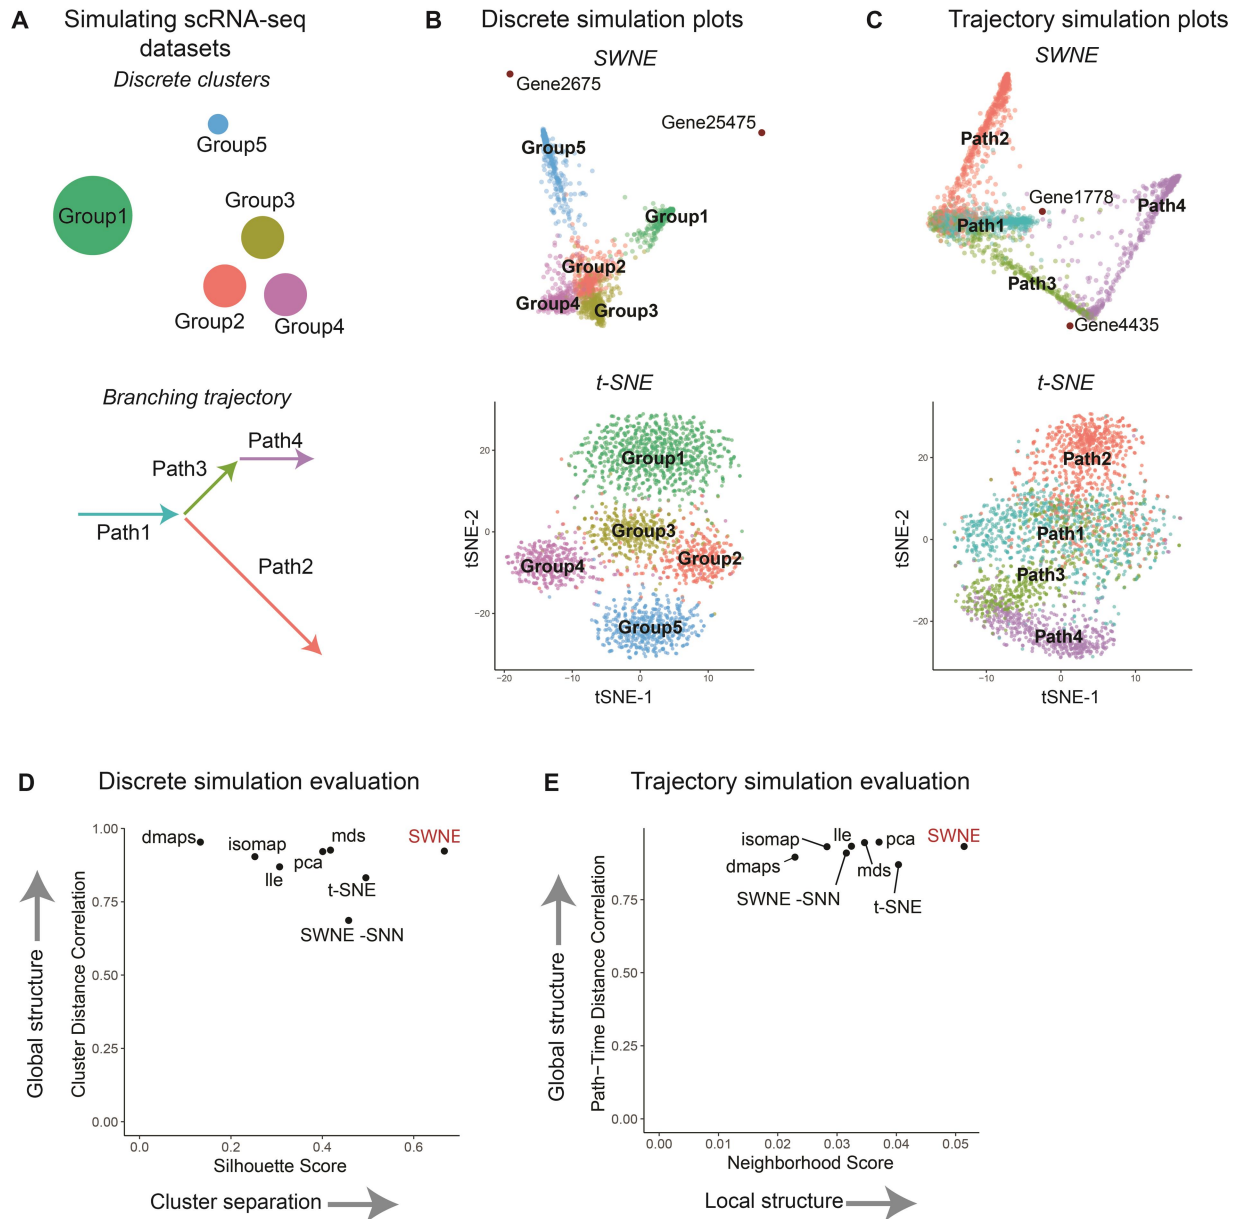 A
Simulating scRNA-seq
datasets
Discrete clusters
Group5
Group1
Group3
Group2
Group4
Branching trajectory
Path4
Path3
Path1
Path2
B
Discrete simulation plots
SWNE
Gene2675
Gene25475
Group5
Group1
Group2
Group4
Group3
t-SNE
20
0
−20
tSNE-2
Group1
Group3
Group2
Group4
Group5
−20
−10
0
10
tSNE-1
C
Trajectory simulation plots
SWNE
Path2
Gene1778
Path4
Path1
Path3
Gene4435
t-SNE
20
0
−20
tSNE-2
Path2
Path1
Path3
Path4
−10
0
10
tSNE-1
D
Discrete simulation evaluation
Global structure
Cluster Distance Correlation
1.00
0.75
0.50
0.25
0.00
dmaps
isomap
lle
pca
mds
SWNE
t-SNE
SWNE -SNN
0.0
0.2
0.4
0.6
Silhouette Score
Cluster separation
E
Trajectory simulation evaluation
Global structure
Path−Time Distance Correlation
0.75
0.50
0.25
0.00
isomap
lle
pca
SWNE
dmaps
mds
SWNE -SNN
t-SNE
0.00
0.01
0.02
0.03
0.04
0.05
Neighborhood Score
Local structure